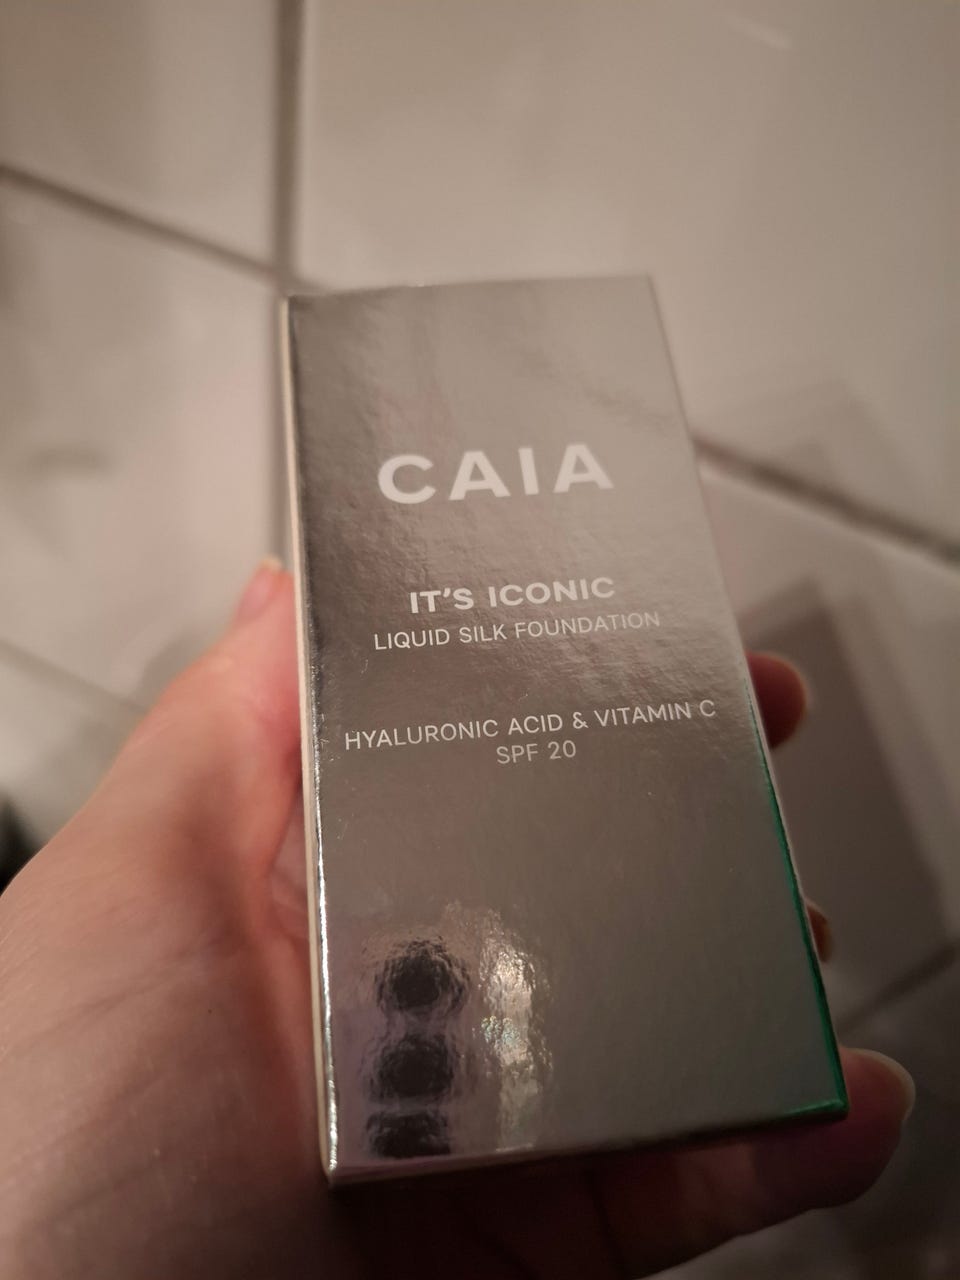 CAIA
IT'S ICONIC
LIQUID SILK FOUNDATION
HYALURONIC ACID & VITAMIN C
SPF 20